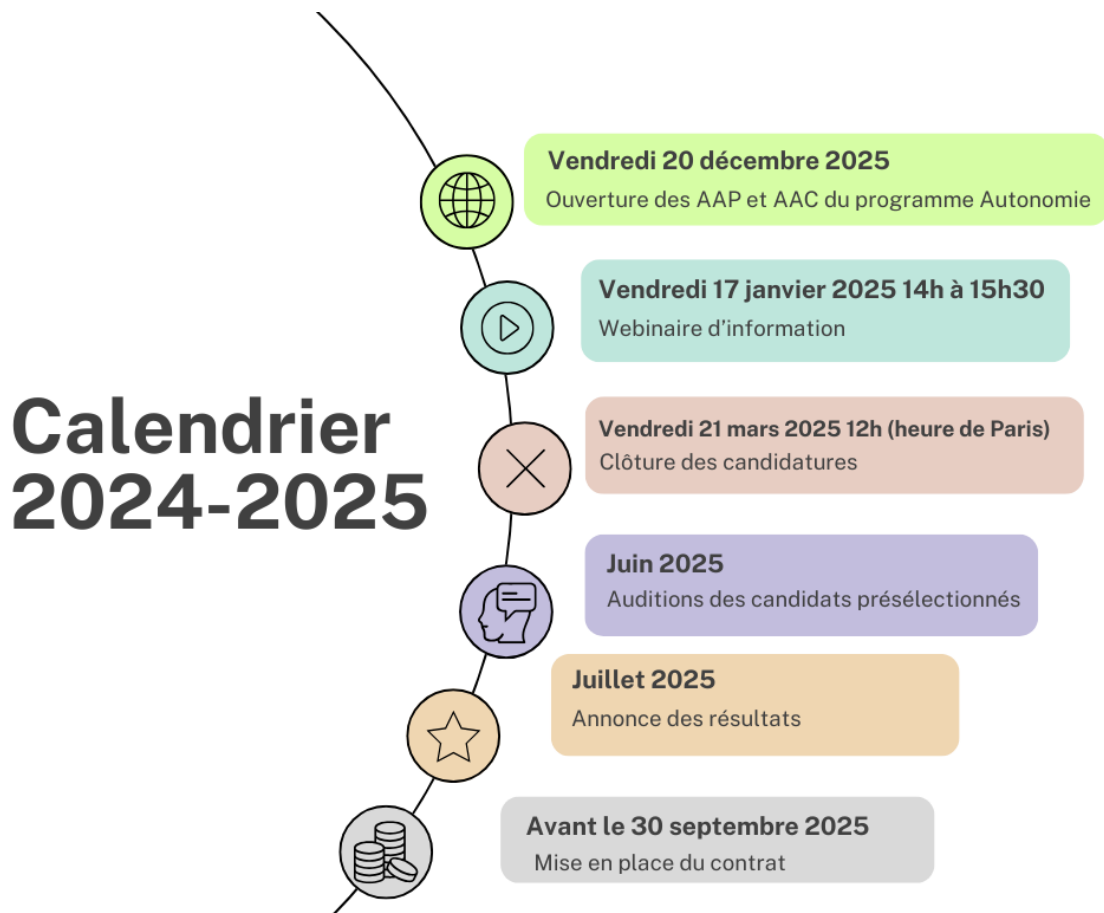 Calendrier
2024-2025
Vendredi 20 décembre 2025
Ouverture des AAP et AAC du programme Autonomie
Vendredi 17 janvier 2025 14h à 15h30
Webinaire d’information
Vendredi 21 mars 2025 12h (heure de Paris)
Clôture des candidatures
Juin 2025
Auditions des candidats présélectionnés
Juillet 2025
Annonce des résultats
Avant le 30 septembre 2025
Mise en place du contrat